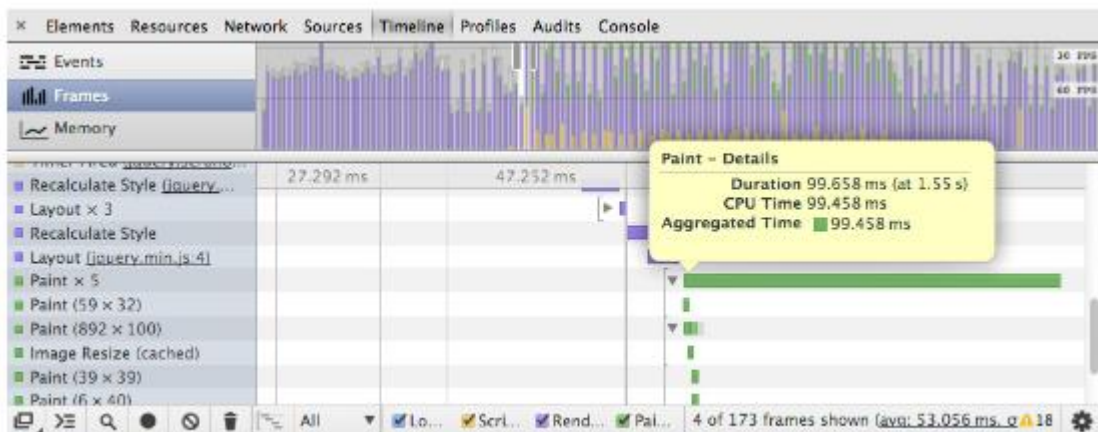 × Elements Resources Network Sources Timeline Profiles Audits Console
Events
30 FPS
Frames
60 FPS
Memory
Paint – Details
Duration 99.658 ms (at 1.55 s)
CPU Time 99.458 ms
Aggregated Time 99.458 ms
27.292 ms 47.252 ms
Recalculate Style (jquery....
Layout × 3
Recalculate Style
Layout (jquery.min.js:4)
Paint × 5
Paint (59 × 32)
Paint (892 × 100)
Image Resize (cached)
Paint (39 × 39)
Paint (6 × 40)
All Lo... Scri... Rend... Pai... 4 of 173 frames shown (avg: 53.056 ms, σ 18